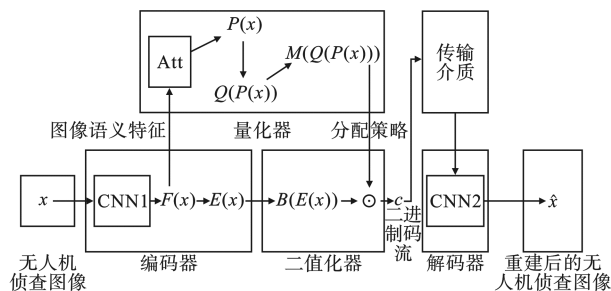 P(x)
Att
M(Q(P(x)))
Q(P(x))
传输
介质
图像语义特征
量化器
分配策略
x
CNN1
F(x)
E(x)
B(E(x))
⊙
c
二进
制码
流
CNN2
x̂
无人机
侦查图像
编码器
二值化器
解码器
重建后的无
人机侦查图像